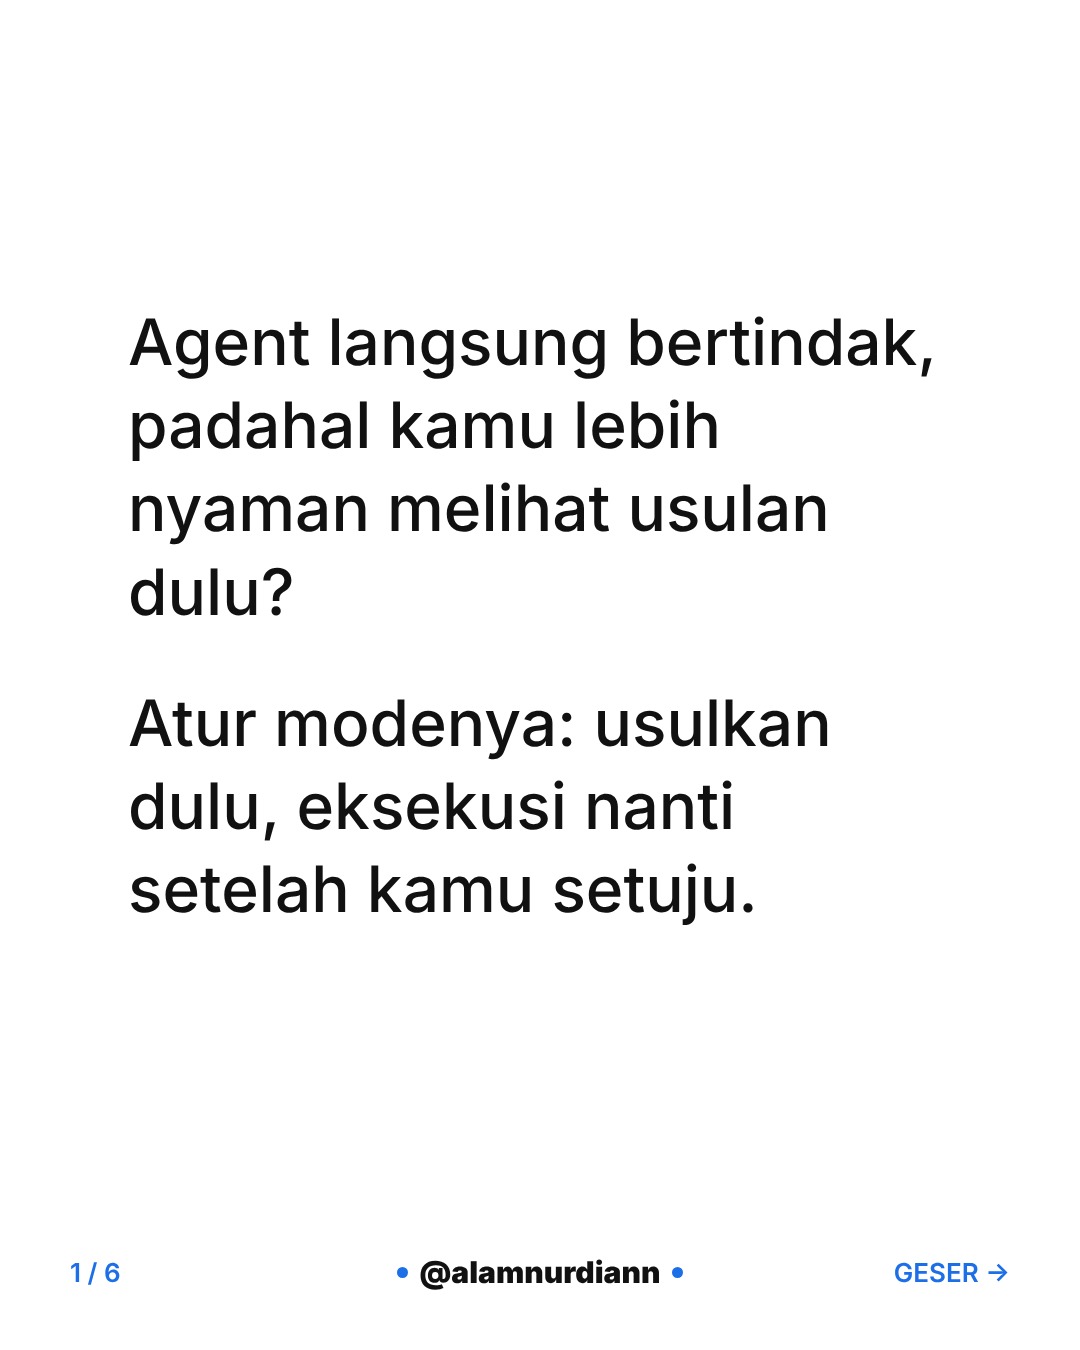 Agent langsung bertindak,
padahal kamu lebih
nyaman melihat usulan
dulu?
Atur modenya: usulkan
dulu, eksekusi nanti
setelah kamu setuju.
1 / 6
• @alamnurdiann •
GESER →